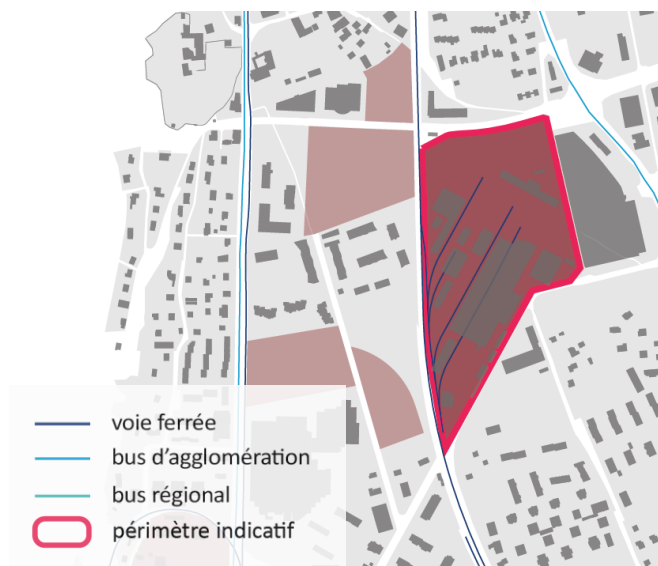 voie ferrée
bus d’agglomération
bus régional
périmètre indicatif